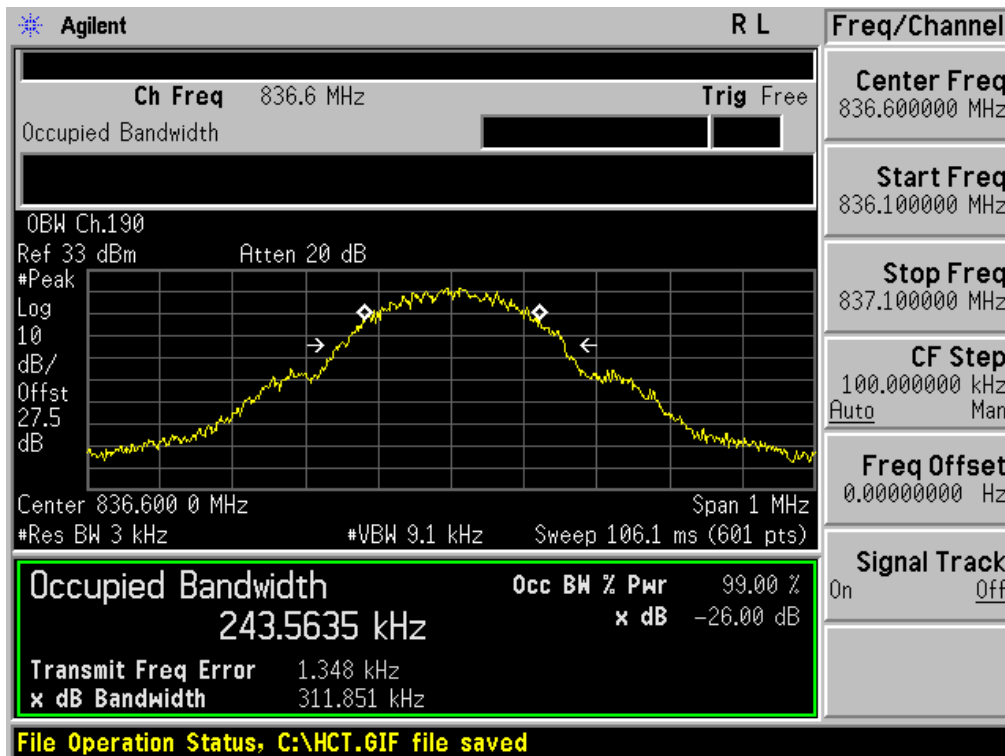 Agilent R L Freq/Channel
Ch Freq 836.6 MHz Trig Free
Occupied Bandwidth
Center Freq
836.600000 MHz
Start Freq
836.100000 MHz
Stop Freq
837.100000 MHz
CF Step
100.000000 kHz
Auto Man
Freq Offset
0.00000000 Hz
Signal Track
On Off
OBW Ch.190
Ref 33 dBm Atten 20 dB
#Peak
Log
10
dB/
Offst
27.5
dB
Center 836.600 0 MHz Span 1 MHz
#Res BW 3 kHz #VBW 9.1 kHz Sweep 106.1 ms (601 pts)
Occupied Bandwidth Occ BW % Pwr 99.00 %
243.5635 kHz x dB -26.00 dB
Transmit Freq Error 1.348 kHz
x dB Bandwidth 311.851 kHz
File Operation Status, C:\HCT.GIF file saved